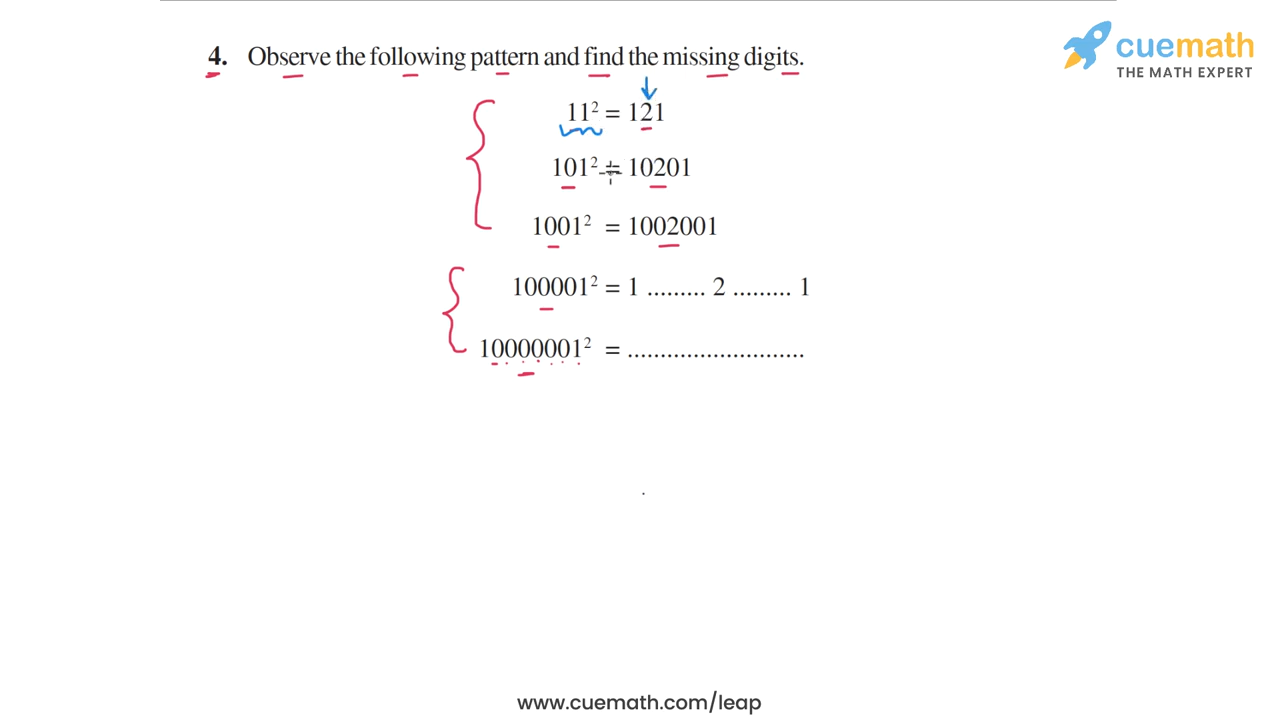 cuemath
THE MATH EXPERT
4. Observe the following pattern and find the missing digits.
11² = 121
101² = 10201
1001² = 1002001
100001² = 1 ......... 2 ......... 1
10000001² = ...........................
www.cuemath.com/leap